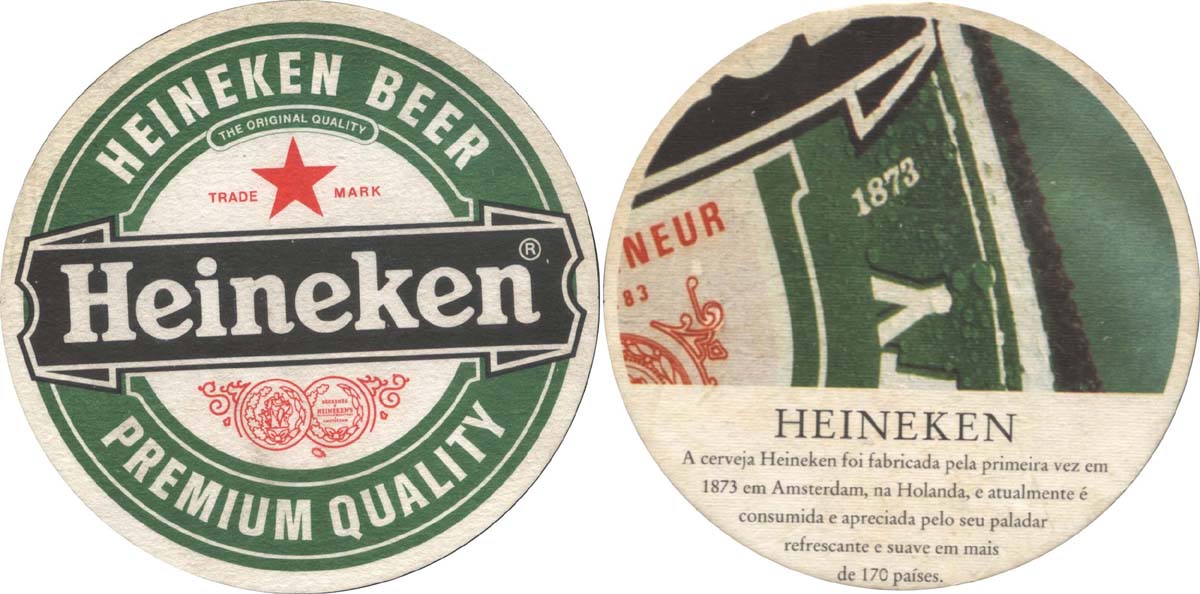 HEINEKEN BEER
THE ORIGINAL QUALITY
TRADE MARK
Heineken®
HEINEKEN'S
AMSTERDAM
PREMIUM QUALITY
1873
NEUR
83
Y
HEINEKEN
A cerveja Heineken foi fabricada pela primeira vez em
1873 em Amsterdam, na Holanda, e atualmente é
consumida e apreciada pelo seu paladar
refrescante e suave em mais
de 170 países.